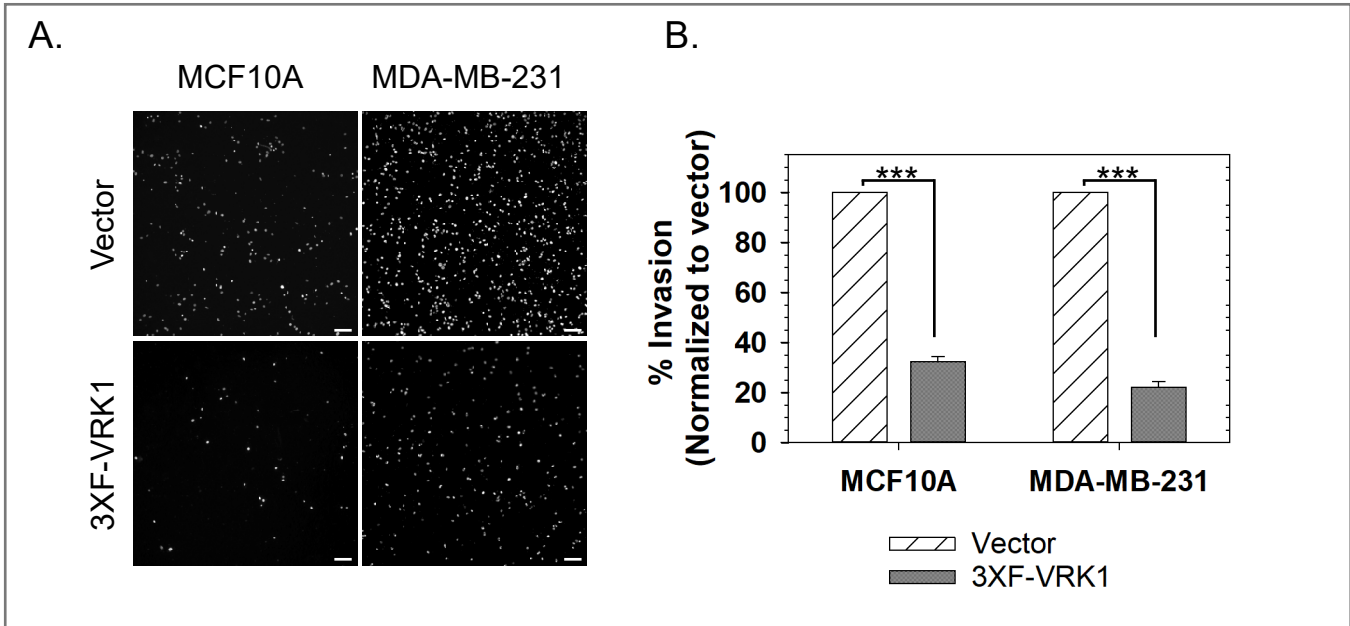 A.
MCF10A MDA-MB-231
Vector
3XF-VRK1
B.
% Invasion
(Normalized to vector)
*** ***
100
80
60
40
20
0
MCF10A MDA-MB-231
Vector
3XF-VRK1